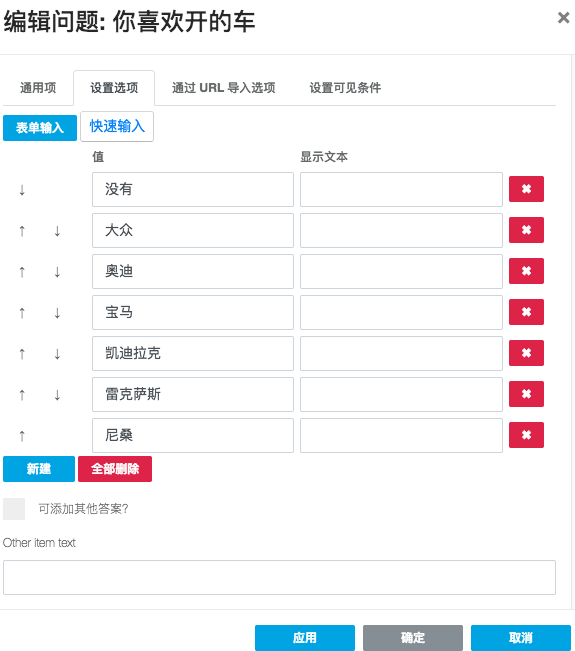 编辑问题: 你喜欢开的车
通用项 设置选项 通过 URL 导入选项 设置可见条件
表单输入 快速输入
值 显示文本
没有
大众
奥迪
宝马
凯迪拉克
雷克萨斯
尼桑
新建 全部删除
可添加其他答案?
Other item text
应用 确定 取消